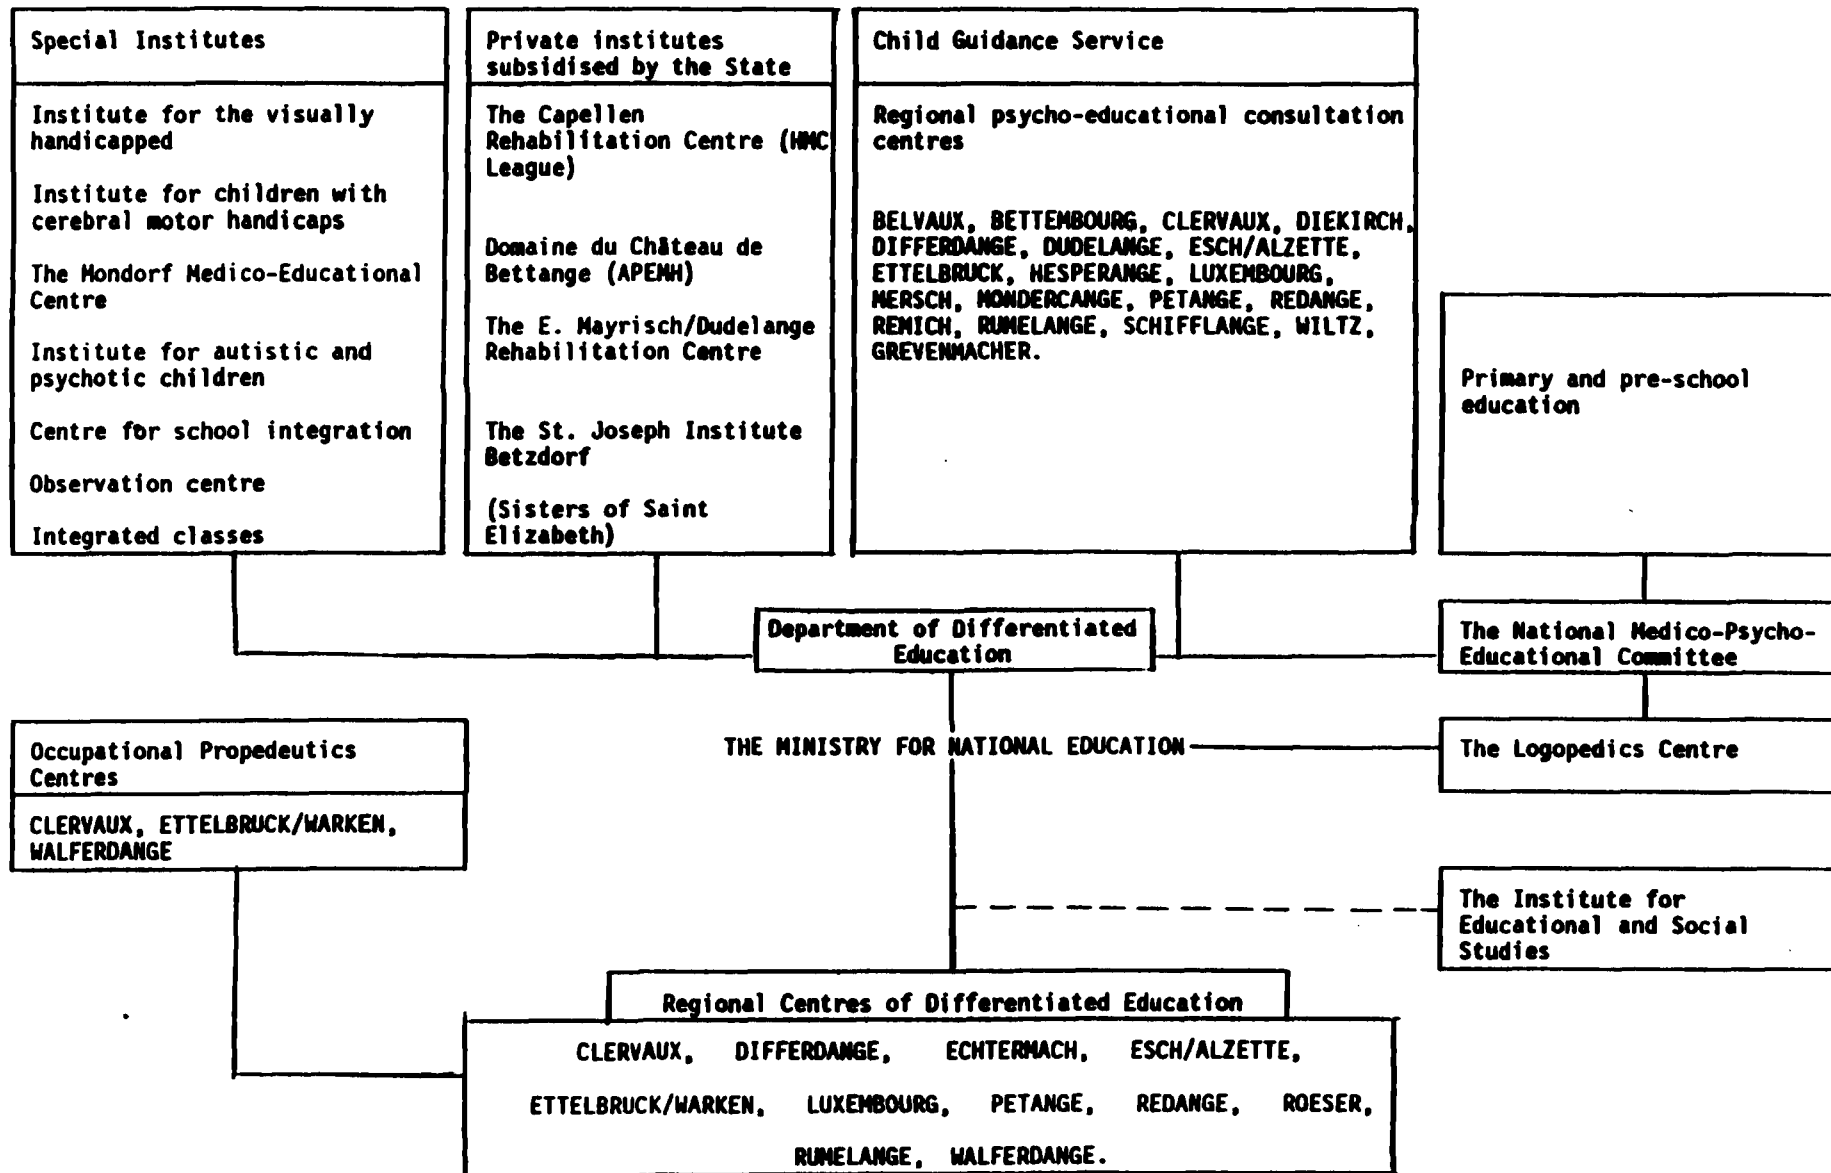 Special Institutes
Institute for the visually
handicapped
Institute for children with
cerebral motor handicaps
The Mondorf Medico-Educational
Centre
Institute for autistic and
psychotic children
Centre for school integration
Observation centre
Integrated classes
Private institutes
subsidised by the State
The Capellen
Rehabilitation Centre (HMC
League)
Domaine du Château de
Bettange (APEMH)
The E. Mayrisch/Dudelange
Rehabilitation Centre
The St. Joseph Institute
Betzdorf
(Sisters of Saint
Elizabeth)
Child Guidance Service
Regional psycho-educational consultation
centres
BELVAUX, BETTEMBOURG, CLERVAUX, DIEKIRCH,
DIFFERDANGE, DUDELANGE, ESCH/ALZETTE,
ETTELBRUCK, HESPERANGE, LUXEMBOURG,
MERSCH, MONDERCANGE, PETANGE, REDANGE,
REMICH, RUMELANGE, SCHIFFLANGE, WILTZ,
GREVENMACHER.
Primary and pre-school
education
Department of Differentiated
Education
The National Medico-Psycho-
Educational Committee
THE MINISTRY FOR NATIONAL EDUCATION
The Logopedics Centre
Occupational Propedeutics
Centres
CLERVAUX, ETTELBRUCK/WARKEN,
WALFERDANGE
The Institute for
Educational and Social
Studies
Regional Centres of Differentiated Education
CLERVAUX, DIFFERDANGE, ECHTERMACH, ESCH/ALZETTE,
ETTELBRUCK/WARKEN, LUXEMBOURG, PETANGE, REDANGE, ROESER,
RUMELANGE, WALFERDANGE.